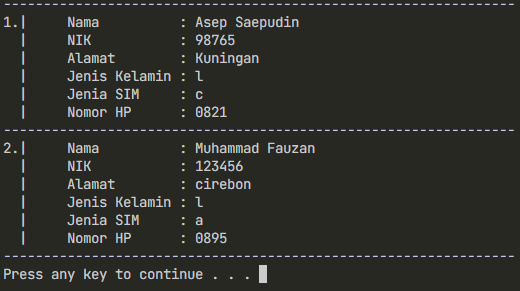 -----------------------------------------------------------------
1.|     Nama          : Asep Saepudin
  |     NIK           : 98765
  |     Alamat        : Kuningan
  |     Jenis Kelamin : l
  |     Jenia SIM     : c
  |     Nomor HP      : 0821
-----------------------------------------------------------------
2.|     Nama          : Muhammad Fauzan
  |     NIK           : 123456
  |     Alamat        : cirebon
  |     Jenis Kelamin : l
  |     Jenia SIM     : a
  |     Nomor HP      : 0895
-----------------------------------------------------------------
Press any key to continue . . .